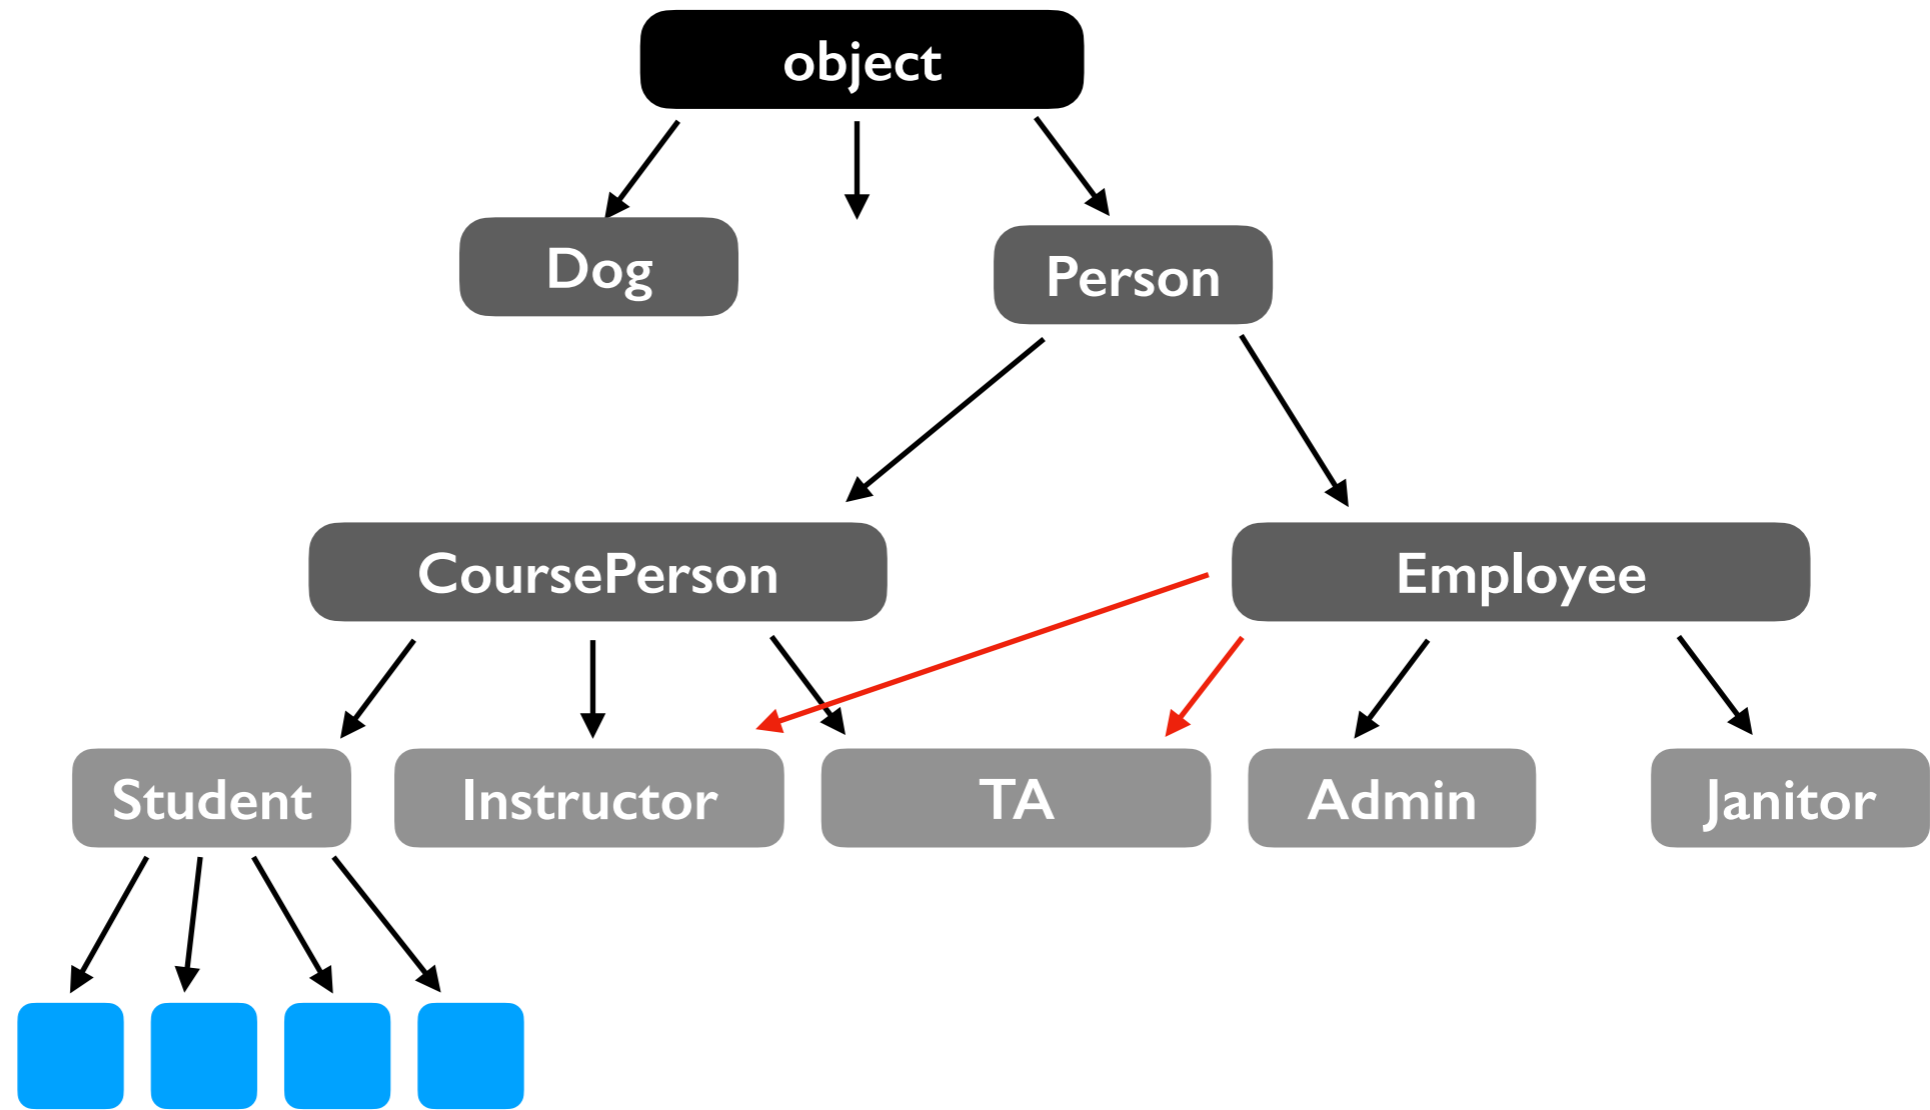 object
Dog
Person
CoursePerson
Employee
Student
Instructor
TA
Admin
Janitor